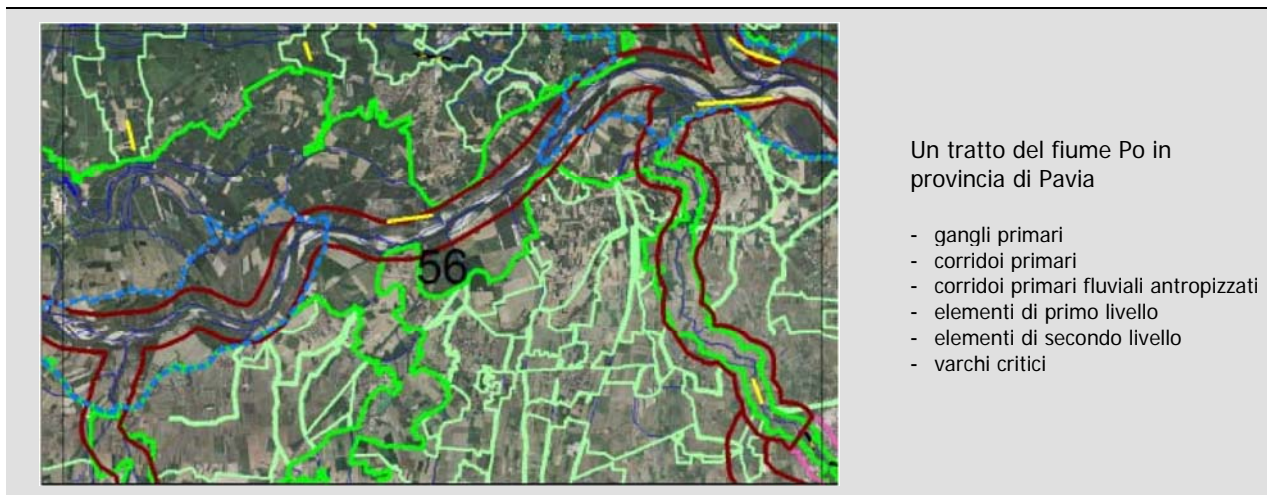 Un tratto del fiume Po in
provincia di Pavia
- gangli primari
- corridoi primari
- corridoi primari fluviali antropizzati
- elementi di primo livello
- elementi di secondo livello
- varchi critici
56